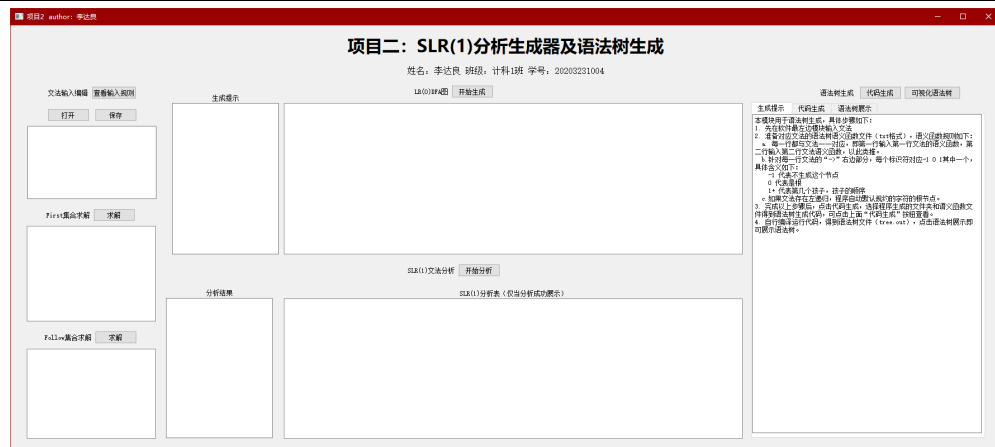 项目2 author：李达良
项目二：SLR(1)分析生成器及语法树生成
姓名：李达良 班级：计科1班 学号：20203231004
文法输入编辑 查看输入规则
打开 保存
First集合求解 求解
Follow集合求解 求解
生成提示
LR(0)DFA图 开始生成
SLR(1)文法分析 开始分析
分析结果
SLR(1)分析表（仅当分析成功展示）
语法树生成 代码生成 可视化语法树
生成提示 代码生成 语法树展示
本模块用于语法树生成，具体步骤如下：
1. 先在软件最左边模块输入文法
2. 准备对应文法的语法树语义函数文件（txt格式），语义函数规则如下：
a. 每一行都与文法一一对应，即第一行输入第一行文法的语义函数，第
二行输入第二行文法语义函数，以此类推。
b.针对每一行文法的“->”右边部分，每个标识符对应-1 0 1其中一个，
具体含义如下：
-1 代表不生成这个节点
0 代表是根
1+ 代表第几个孩子，孩子的顺序
c.如果文法存在左递归，程序自动默认规约的字符的根节点。
3. 完成以上步骤后，点击代码生成，选择程序生成的文件夹和语义函数文
件得到语法树生成代码，可点击上面“代码生成”按钮查看。
4. 自行编译运行代码，得到语法树文件（tree.out），点击语法树展示即
可展示语法树。